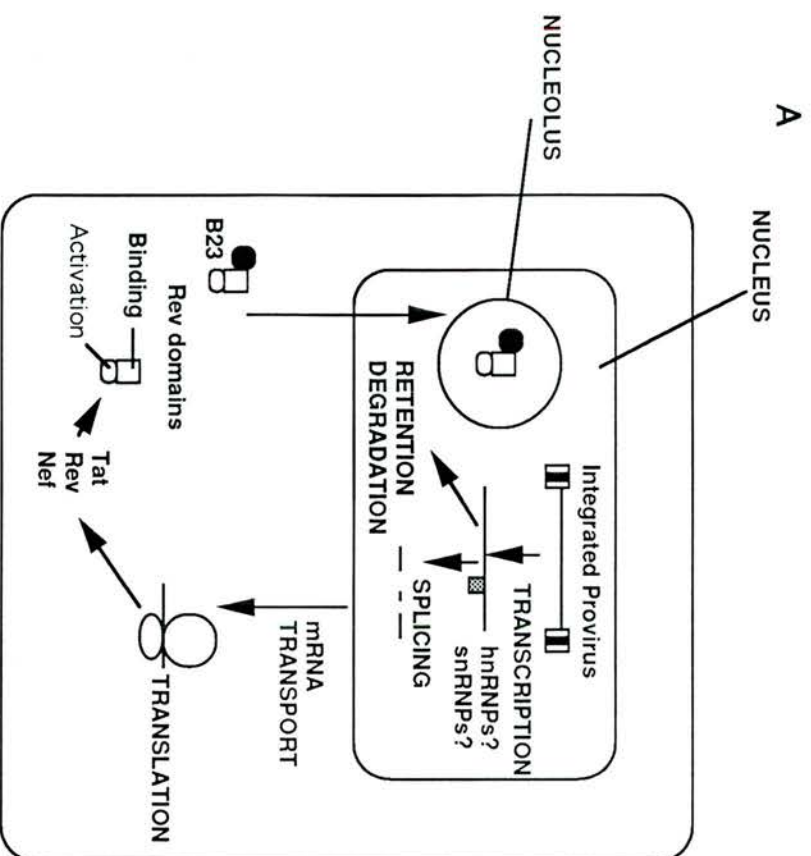 A
NUCLEUS
NUCLEOLUS
Integrated Provirus
TRANSCRIPTION
hnRNPs?
snRNPs?
SPLICING
RETENTION
DEGRADATION
mRNA
TRANSPORT
B23
Rev domains
Binding
Activation
Tat
Rev
Nef
TRANSLATION